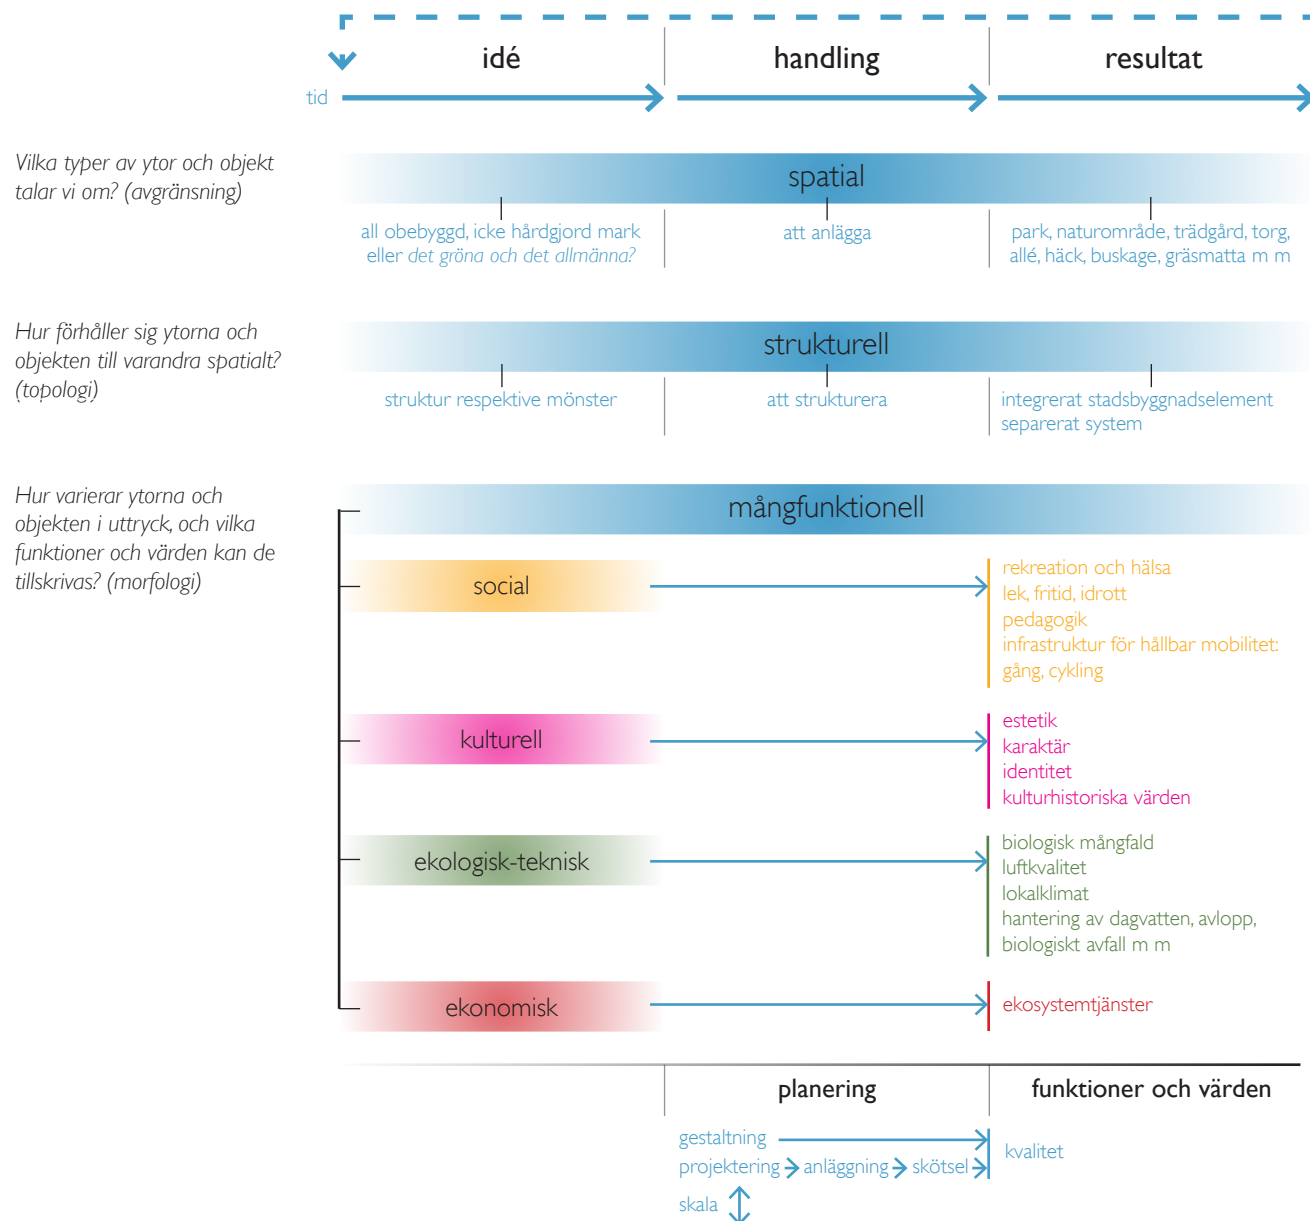 idé
handling
resultat
tid
Vilka typer av ytor och objekt
talar vi om? (avgränsning)
spatial
all obebyggd, icke hårdgjord mark
eller det gröna och det allmänna?
att anlägga
park, naturområde, trädgård, torg,
allé, häck, buskage, gräsmatta m m
Hur förhåller sig ytorna och
objekten till varandra spatialt?
(topologi)
strukturell
struktur respektive mönster
att strukturera
integrerat stadsbyggnadselement
separerat system
Hur varierar ytorna och
objekten i uttryck, och vilka
funktioner och värden kan de
tillskrivas? (morfologi)
mångfunktionell
social
rekreation och hälsa
lek, fritid, idrott
pedagogik
infrastruktur för hållbar mobilitet:
gång, cykling
kulturell
estetik
karaktär
identitet
kulturhistoriska värden
ekologisk-teknisk
biologisk mångfald
luftkvalitet
lokalklimat
hantering av dagvatten, avlopp,
biologiskt avfall m m
ekonomisk
ekosystemtjänster
planering
funktioner och värden
gestaltning
projektering
anläggning
skötsel
kvalitet
skala